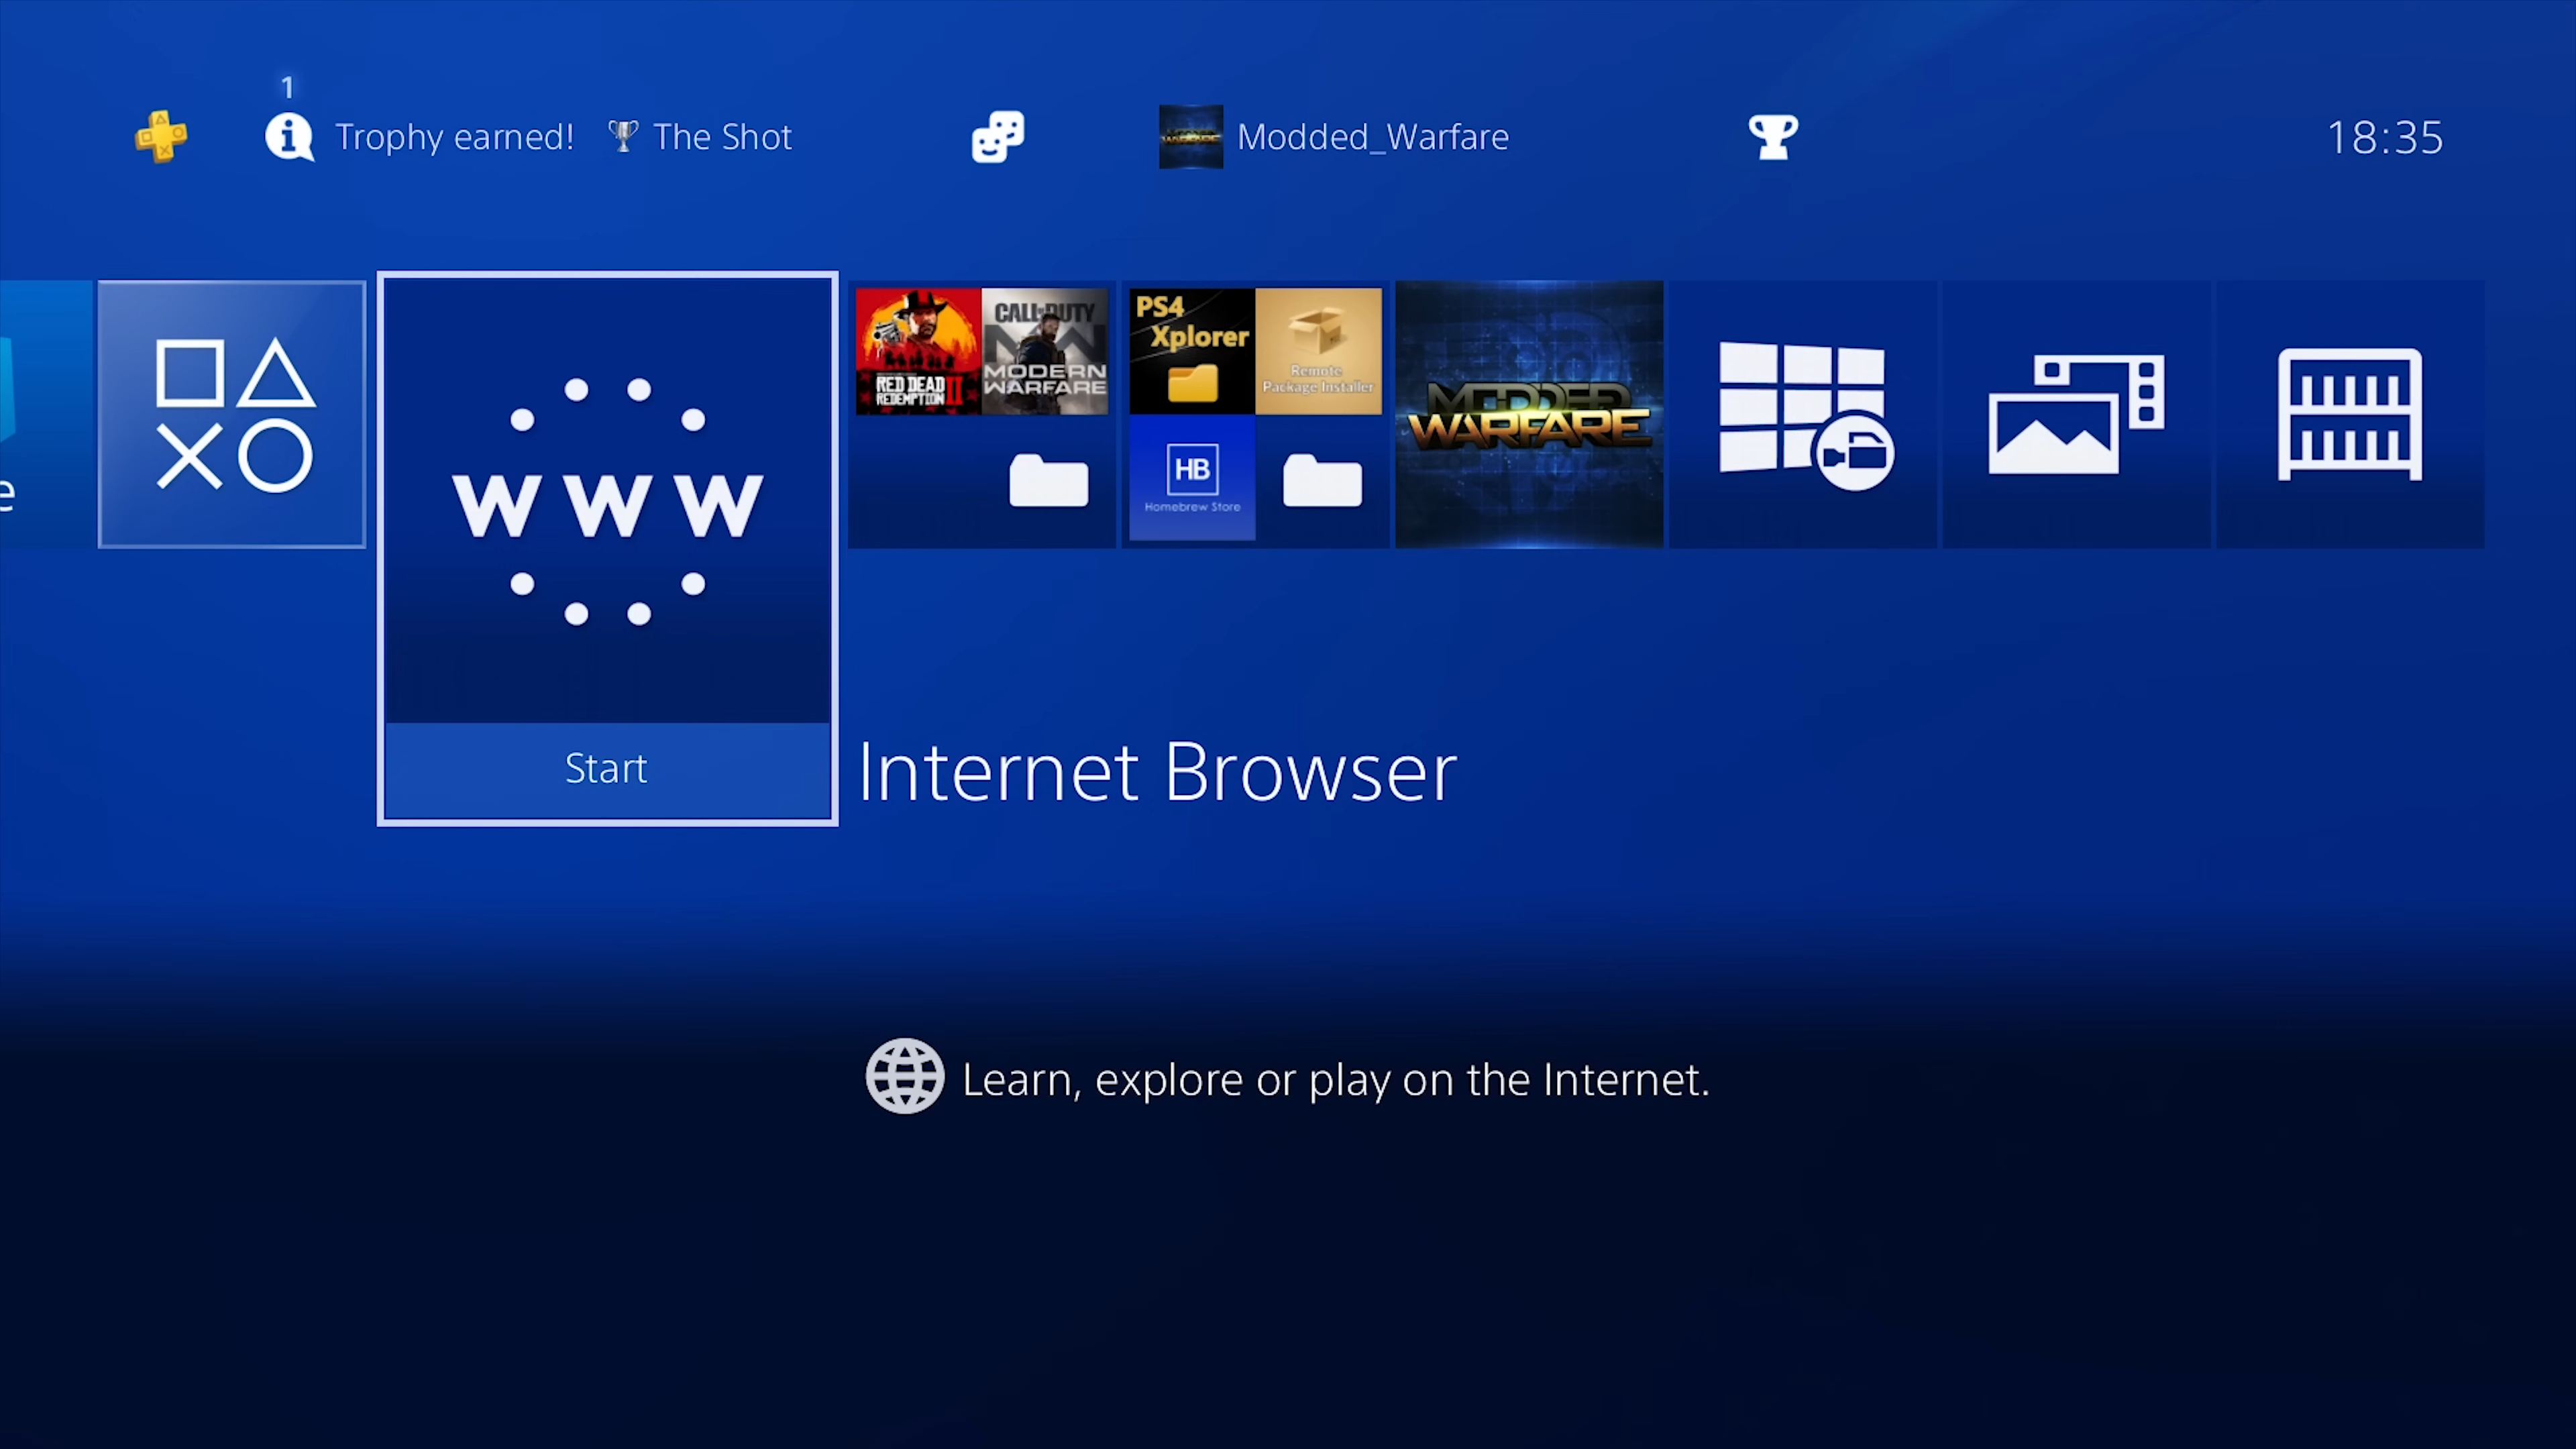 1
Trophy earned! The Shot
Modded_Warfare
18:35
e
WWW
RED DEAD
REDEMPTION II
CALL OF DUTY
MODERN
WARFARE
PS4
Xplorer
Remote
Package Installer
HB
Homebrew Store
MODDED
WARFARE
Start
Internet Browser
Learn, explore or play on the Internet.